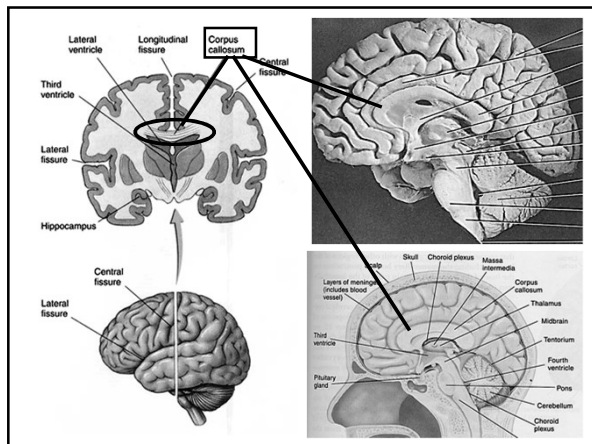 Lateral
ventricle
Longitudinal
fissure
Corpus
callosum
Central
fissure
Third
ventricle
Lateral
fissure
Hippocampus
Central
fissure
Lateral
fissure
Scalp
Skull
Choroid plexus
Massa
intermedia
Layers of meninges
(includes blood
vessel)
Corpus
callosum
Thalamus
Midbrain
Tentorium
Third
ventricle
Fourth
ventricle
Pituitary
gland
Pons
Cerebellum
Choroid
plexus